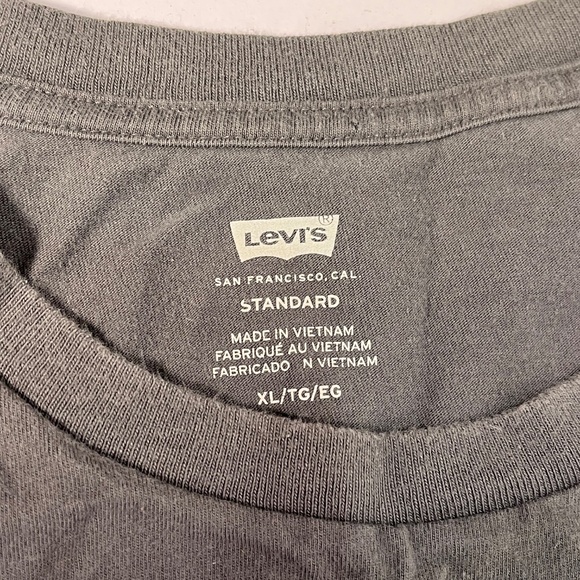 Levi's
®
SAN FRANCISCO, CAL.
STANDARD
MADE IN VIETNAM
FABRIQUÉ AU VIETNAM
FABRICADO N VIETNAM
XL/TG/EG